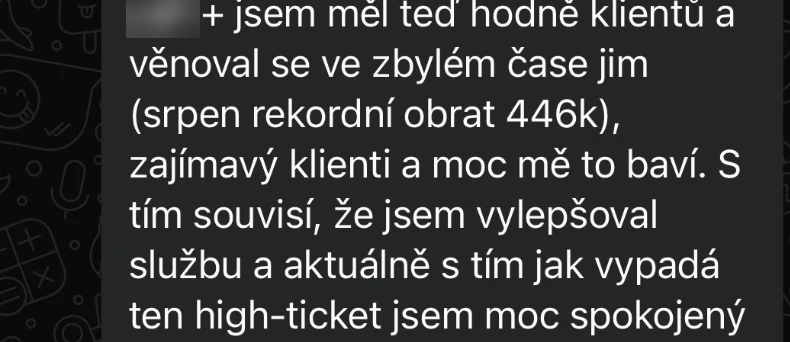 + jsem měl teď hodně klientů a
věnoval se ve zbylém čase jim
(srpen rekordní obrat 446k),
zajímavý klienti a moc mě to baví. S
tím souvisí, že jsem vylepšoval
službu a aktuálně s tím jak vypadá
ten high-ticket jsem moc spokojený